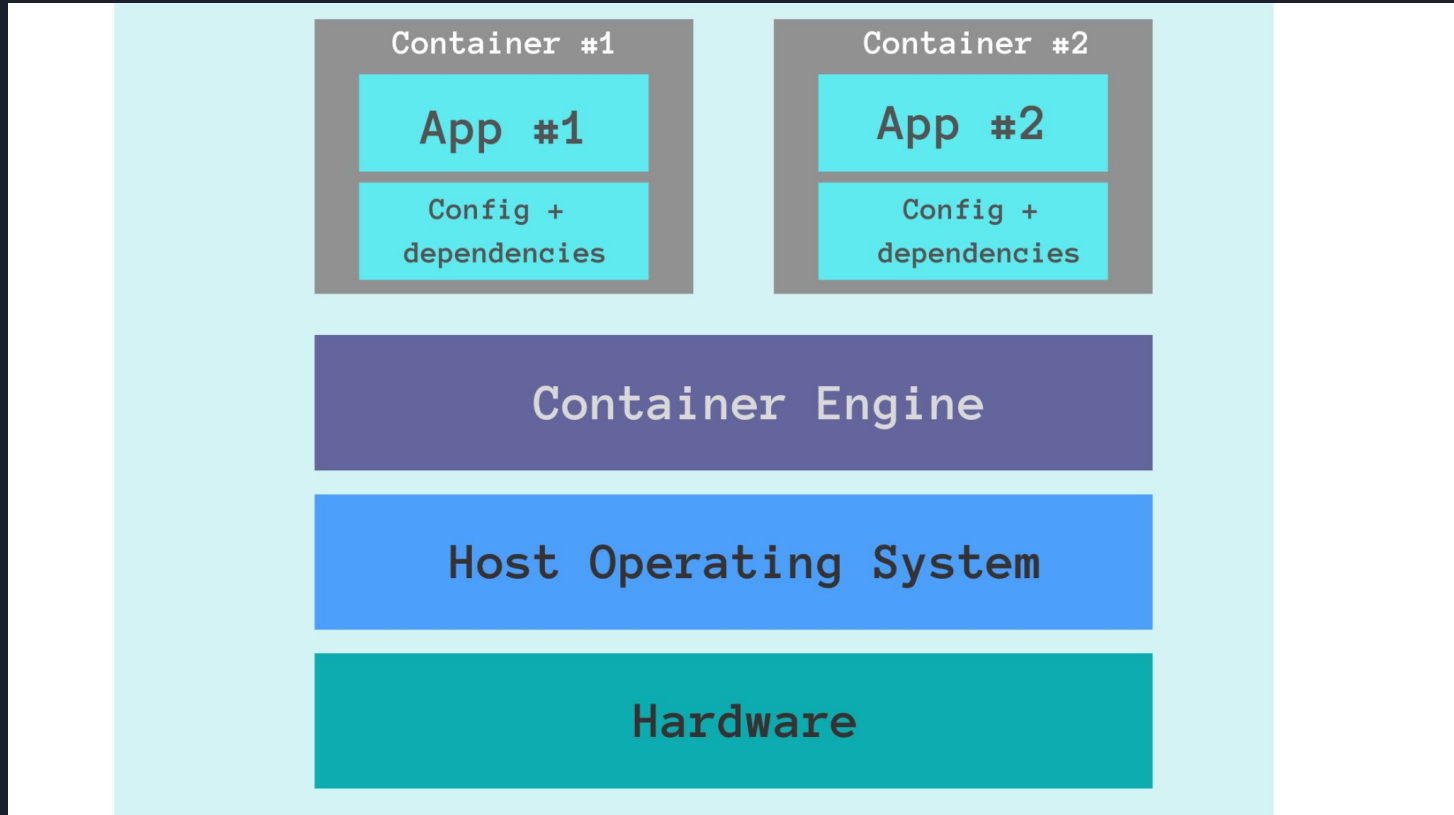 Container #1
App #1
Config +
dependencies
Container #2
App #2
Config +
dependencies
Container Engine
Host Operating System
Hardware